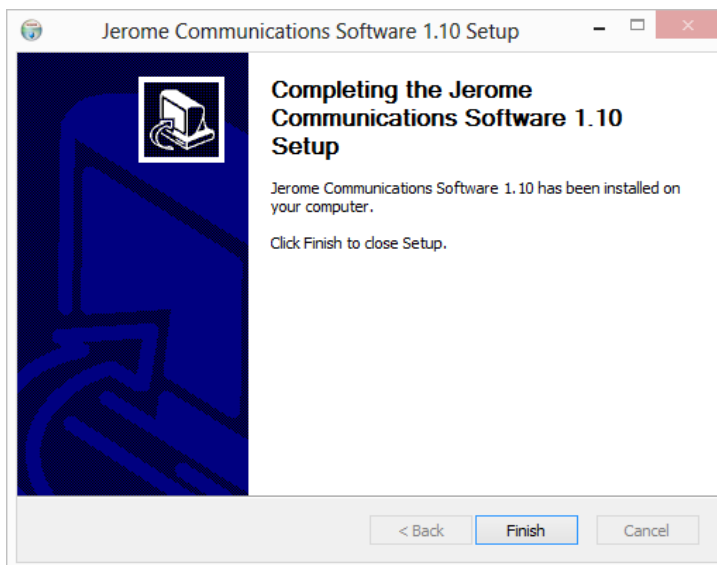 Jerome Communications Software 1.10 Setup
Completing the Jerome
Communications Software 1.10
Setup
Jerome Communications Software 1.10 has been installed on
your computer.
Click Finish to close Setup.
< Back
Finish
Cancel